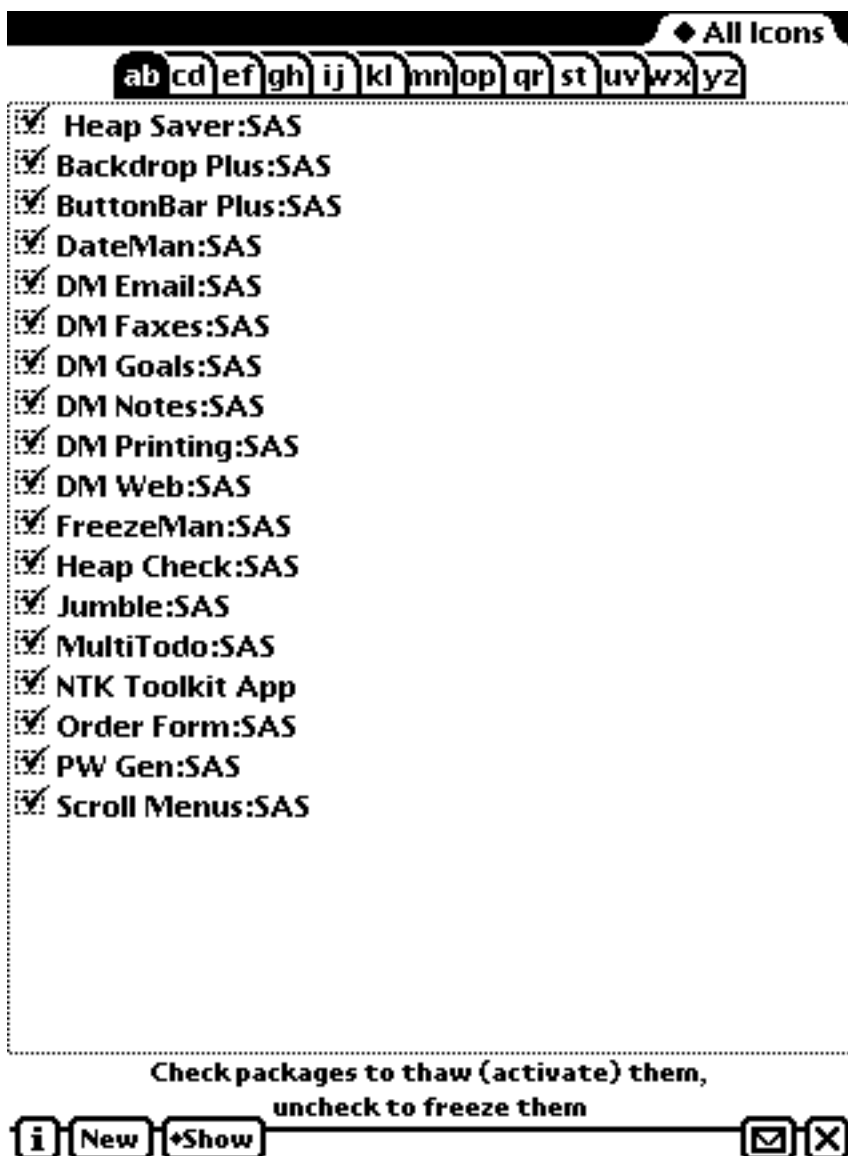 ◆ All Icons
ab cd ef gh ij kl mn op qr st uv wx yz
Heap Saver:SAS
Backdrop Plus:SAS
ButtonBar Plus:SAS
DateMan:SAS
DM Email:SAS
DM Faxes:SAS
DM Goals:SAS
DM Notes:SAS
DM Printing:SAS
DM Web:SAS
FreezeMan:SAS
Heap Check:SAS
Jumble:SAS
MultiTodo:SAS
NTK Toolkit App
Order Form:SAS
PW Gen:SAS
Scroll Menus:SAS
Check packages to thaw (activate) them,
uncheck to freeze them
i New ◆Show X